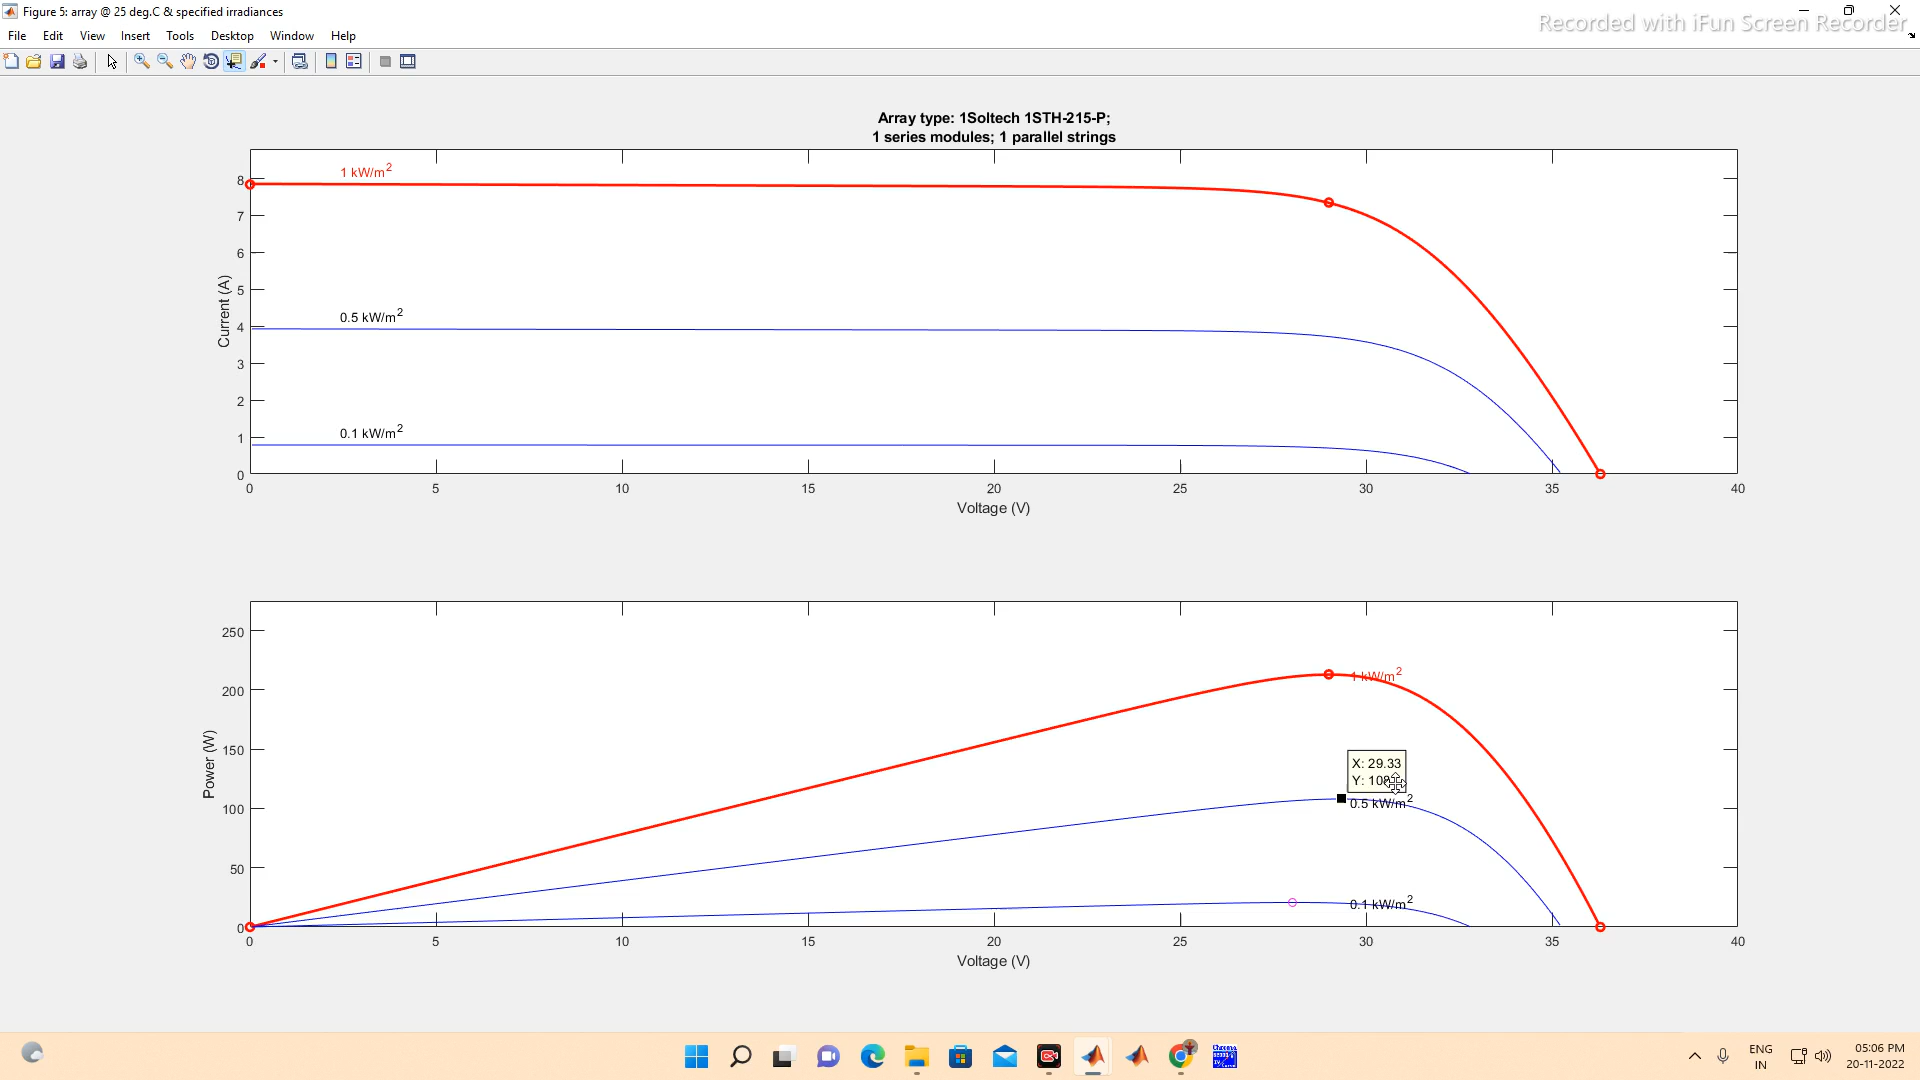 Figure 5: array @ 25 deg.C & specified irradiances
Recorded with iFun Screen Recorder
File Edit View Insert Tools Desktop Window Help
Array type: 1Soltech 1STH-215-P;
1 series modules; 1 parallel strings
1 kW/m²
0.5 kW/m²
0.1 kW/m²
Current (A)
8
7
6
5
4
3
2
1
0
0 5 10 15 20 25 30 35 40
Voltage (V)
Power (W)
250
200
150
100
50
0
1 kW/m²
X: 29.33
Y:
0.5 kW/m²
0.1 kW/m²
0 5 10 15 20 25 30 35 40
Voltage (V)
ENG
IN
05:06 PM
20-11-2022